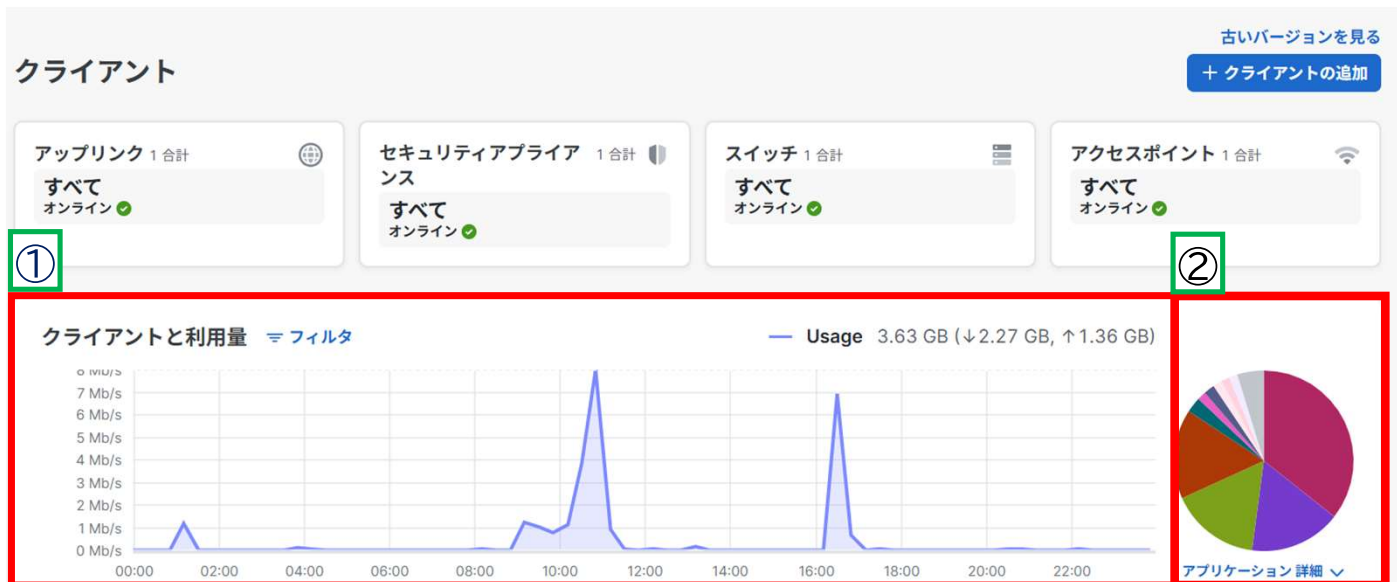 古いバージョンを見る
クライアント
＋ クライアントの追加
アップリンク 1 合計
すべて
オンライン
セキュリティアプライア 1 合計
ンス
すべて
オンライン
スイッチ 1 合計
すべて
オンライン
アクセスポイント 1 合計
すべて
オンライン
①
②
クライアントと利用量 フィルタ
Usage 3.63 GB (↓2.27 GB, ↑1.36 GB)
8 Mb/s
7 Mb/s
6 Mb/s
5 Mb/s
4 Mb/s
3 Mb/s
2 Mb/s
1 Mb/s
0 Mb/s
00:00 02:00 04:00 06:00 08:00 10:00 12:00 14:00 16:00 18:00 20:00 22:00
アプリケーション 詳細